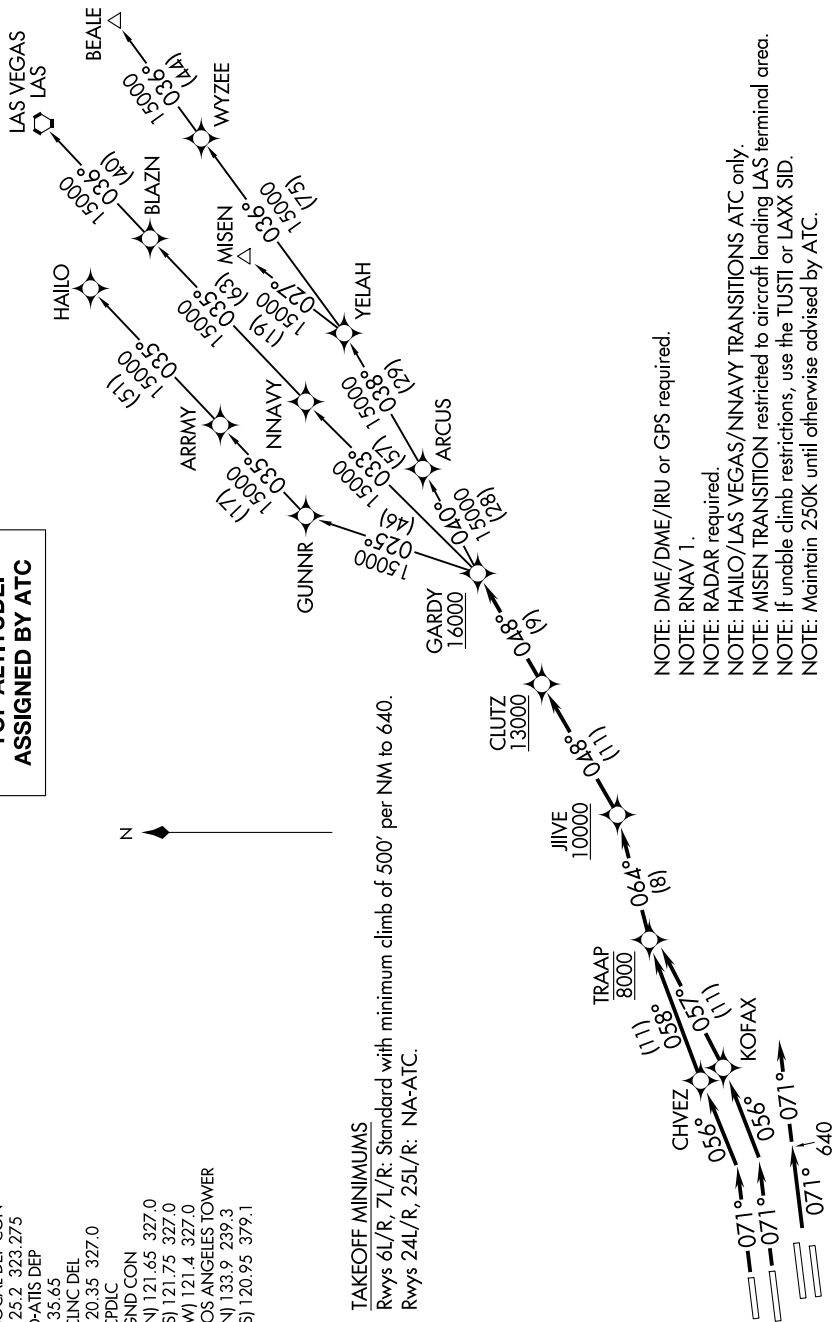 TOP ALTITUDE:
ASSIGNED BY ATC
SOCAL DEP CON
25.2 323.275
D-ATIS DEP
35.65
CLNC DEL
20.35 327.0
CPDLC
GND CON
N) 121.65 327.0
S) 121.75 327.0
W) 121.4 327.0
LOS ANGELES TOWER
N) 133.9 239.3
S) 120.95 379.1
N
TAKEOFF MINIMUMS
Rwys 6L/R, 7L/R: Standard with minimum climb of 500' per NM to 640.
Rwys 24L/R, 25L/R: NA-ATC.
071°
071°
071°
640
071°
056°
056°
CHVEZ
KOFAX
(11)
058°
057°
(11)
TRAAP
8000
064°
(8)
JIIVE
10000
048°
(11)
CLUTZ
13000
048°
(9)
GARDY
16000
15000
025°
(46)
GUNNR
(17)
15000
035°
ARRMY
(51)
15000
035°
HAILO
15000
033°
(57)
NNAVY
15000
035°
(63)
BLAZN
15000
036°
(40)
LAS VEGAS
LAS
040°
15000
(28)
ARCUS
15000
038°
(29)
YELAH
(19)
15000
027°
MISEN
036°
15000
(75)
WYZEE
15000
036°
(44)
BEALE
NOTE: DME/DME/IRU or GPS required.
NOTE: RNAV 1.
NOTE: RADAR required.
NOTE: HAILO/LAS VEGAS/NNAVY TRANSITIONS ATC only.
NOTE: MISEN TRANSITION restricted to aircraft landing LAS terminal area.
NOTE: If unable climb restrictions, use the TUSTI or LAXX SID.
NOTE: Maintain 250K until otherwise advised by ATC.